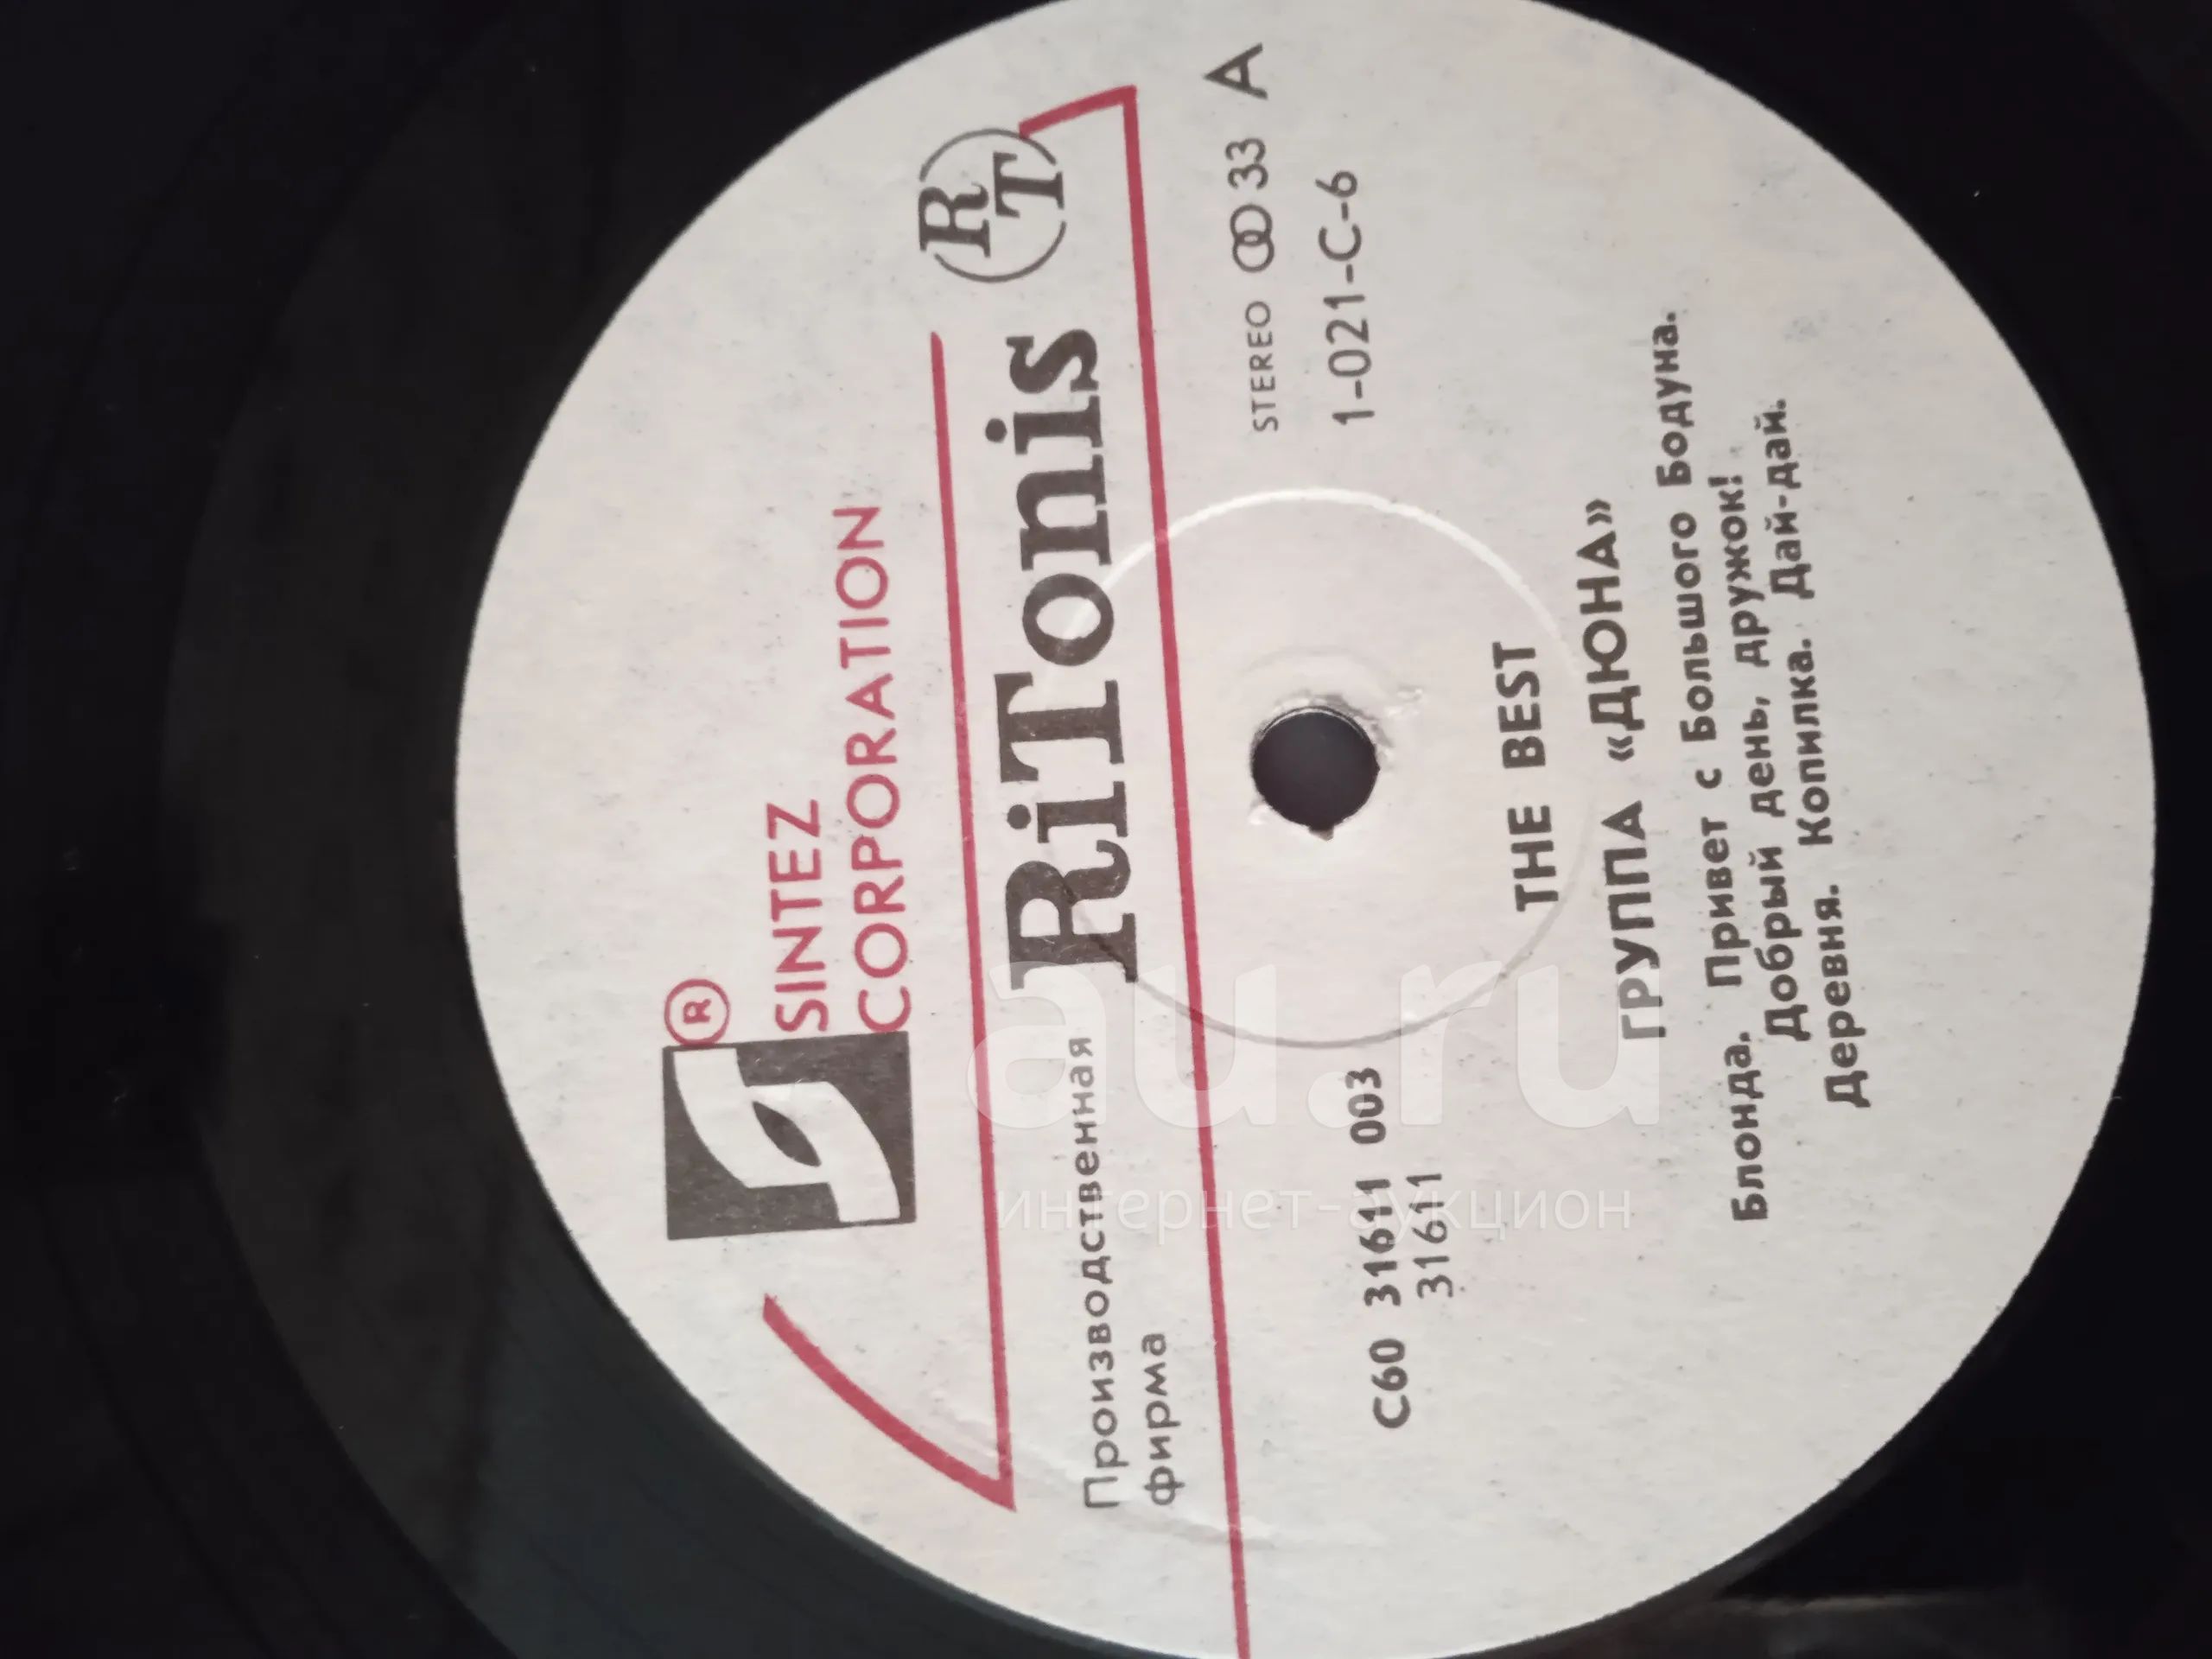 ®
SINTEZ
CORPORATION
Производственная
фирма
RiTonis
RT
A
STEREO 33
1-021-C-6
С60 31611 003
31611
THE BEST
ГРУППА «ДЮНА»
Блонда. Привет с Большого Бодуна.
Добрый день, дружок!
Деревня. Копилка. Дай-дай.
au.ru
интернет-аукцион